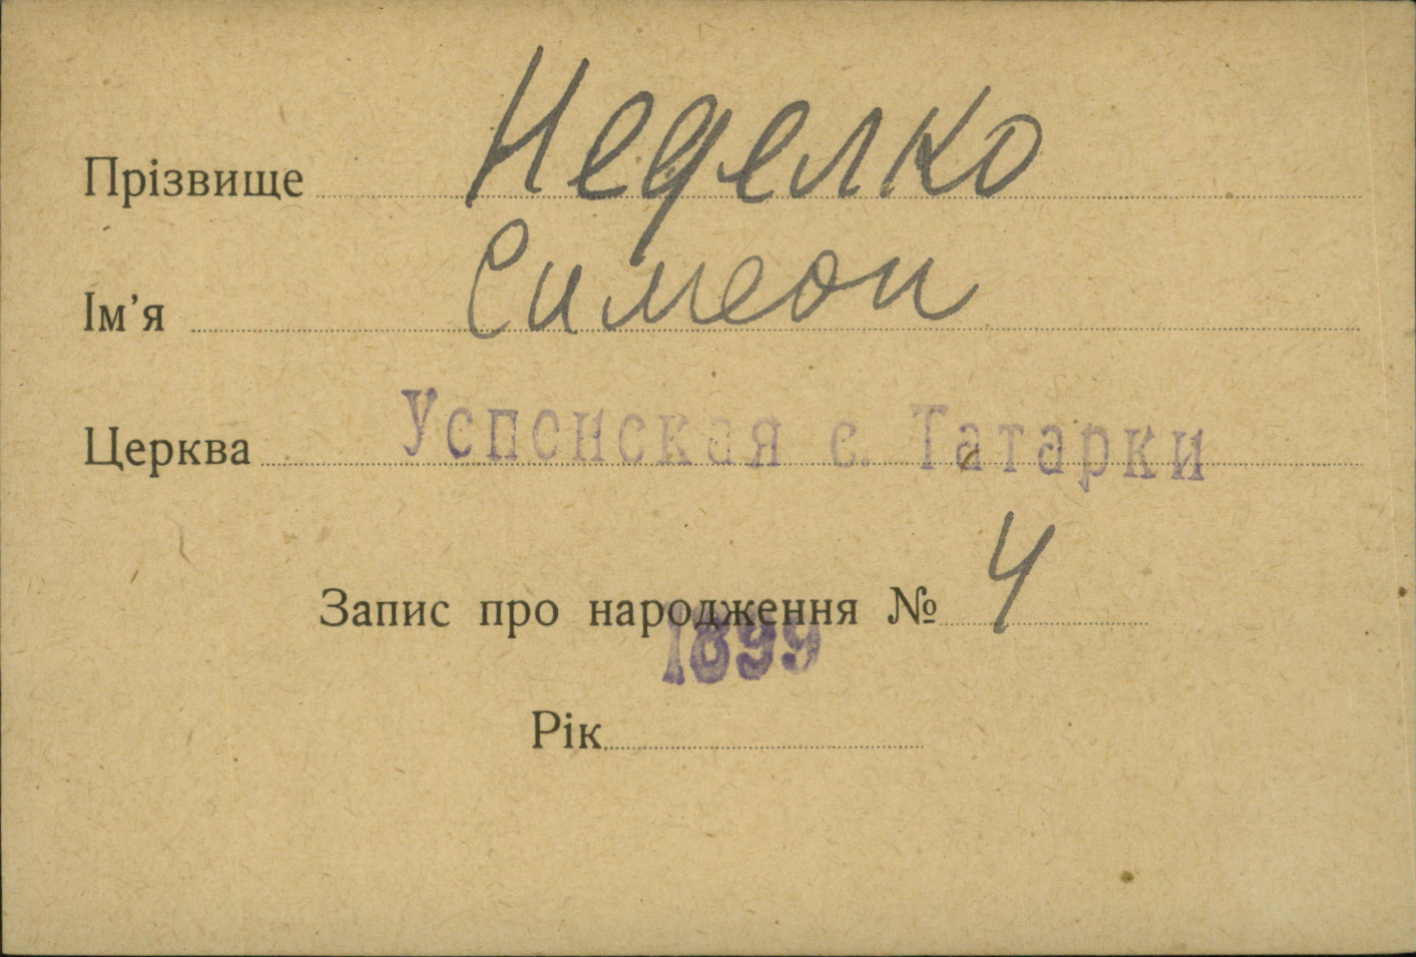 Прізвище Неделко
Ім'я Симеон
Церква Успенская с. Татарки
Запис про народження № 4
1899
Рік